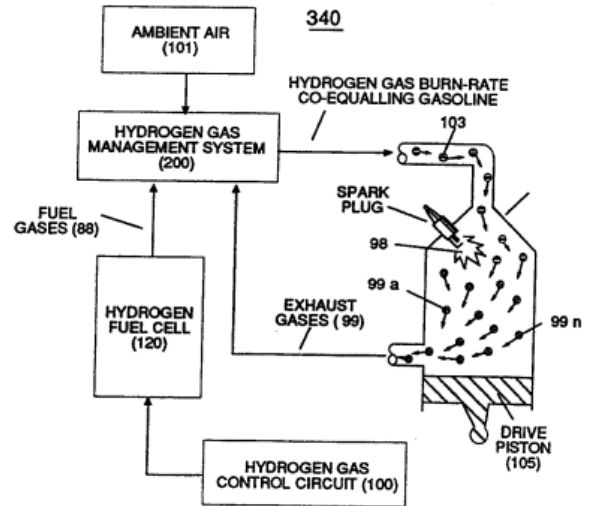 340
AMBIENT AIR
(101)
HYDROGEN GAS BURN-RATE
CO-EQUALLING GASOLINE
103
HYDROGEN GAS
MANAGEMENT SYSTEM
(200)
SPARK
PLUG
98
FUEL
GASES (88)
99 a
99 n
EXHAUST
GASES ( 99)
HYDROGEN
FUEL CELL
(120)
DRIVE
PISTON
(105)
HYDROGEN GAS
CONTROL CIRCUIT (100)